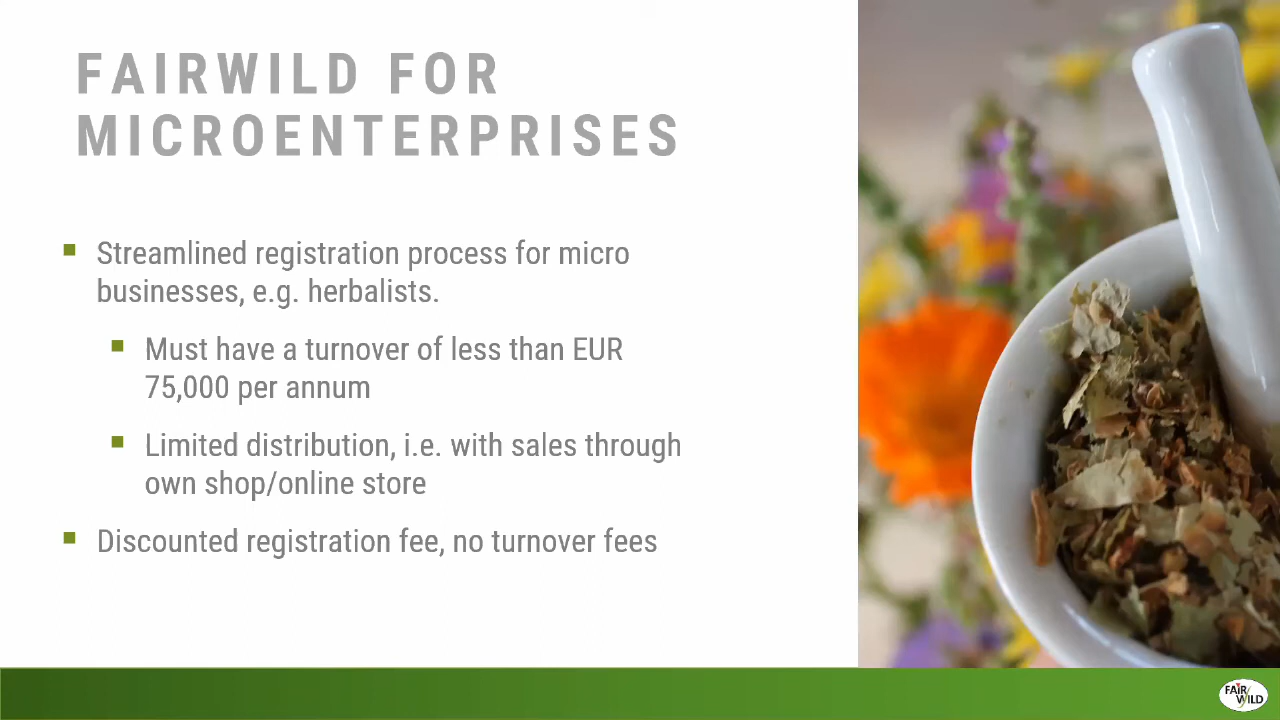 FAIRWILD FOR
MICROENTERPRISES
Streamlined registration process for micro
businesses, e.g. herbalists.
Must have a turnover of less than EUR
75,000 per annum
Limited distribution, i.e. with sales through
own shop/online store
Discounted registration fee, no turnover fees
FAIR
WILD